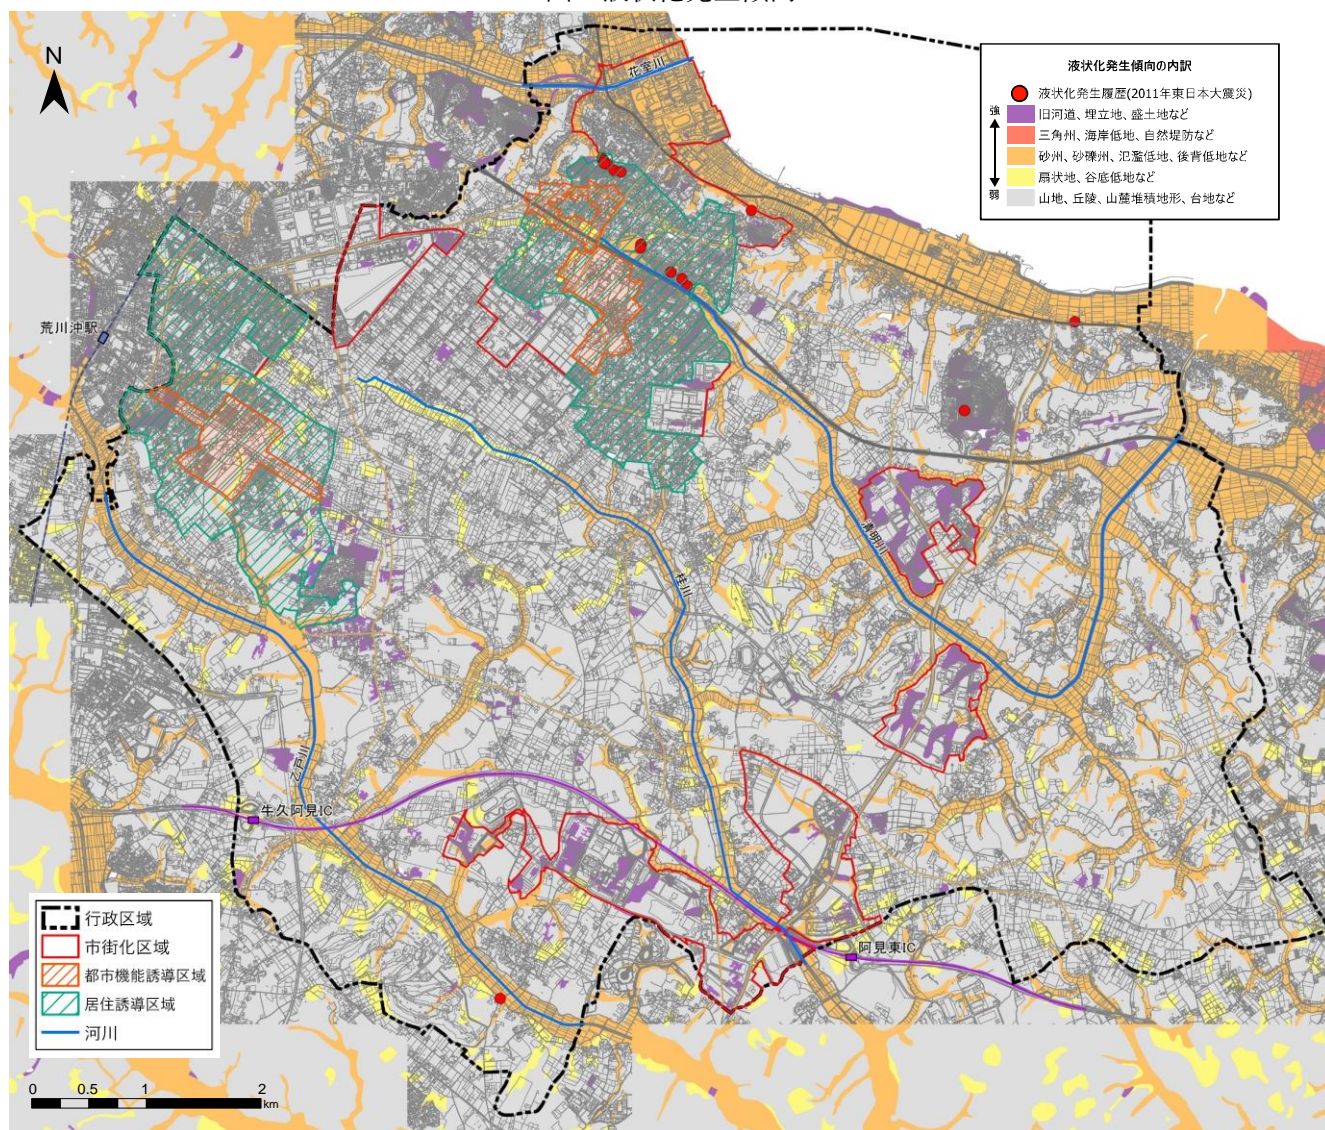 N
花室川
液状化発生傾向の内訳
液状化発生履歴(2011年東日本大震災)
強
旧河道、埋立地、盛土地など
三角州、海岸低地、自然堤防など
砂州、砂礫州、氾濫低地、後背低地など
扇状地、谷底低地など
弱
山地、丘陵、山麓堆積地形、台地など
荒川沖駅
清明川
桂川
乙戸川
牛久阿見IC
阿見東IC
行政区域
市街化区域
都市機能誘導区域
居住誘導区域
河川
0 0.5 1 2
km